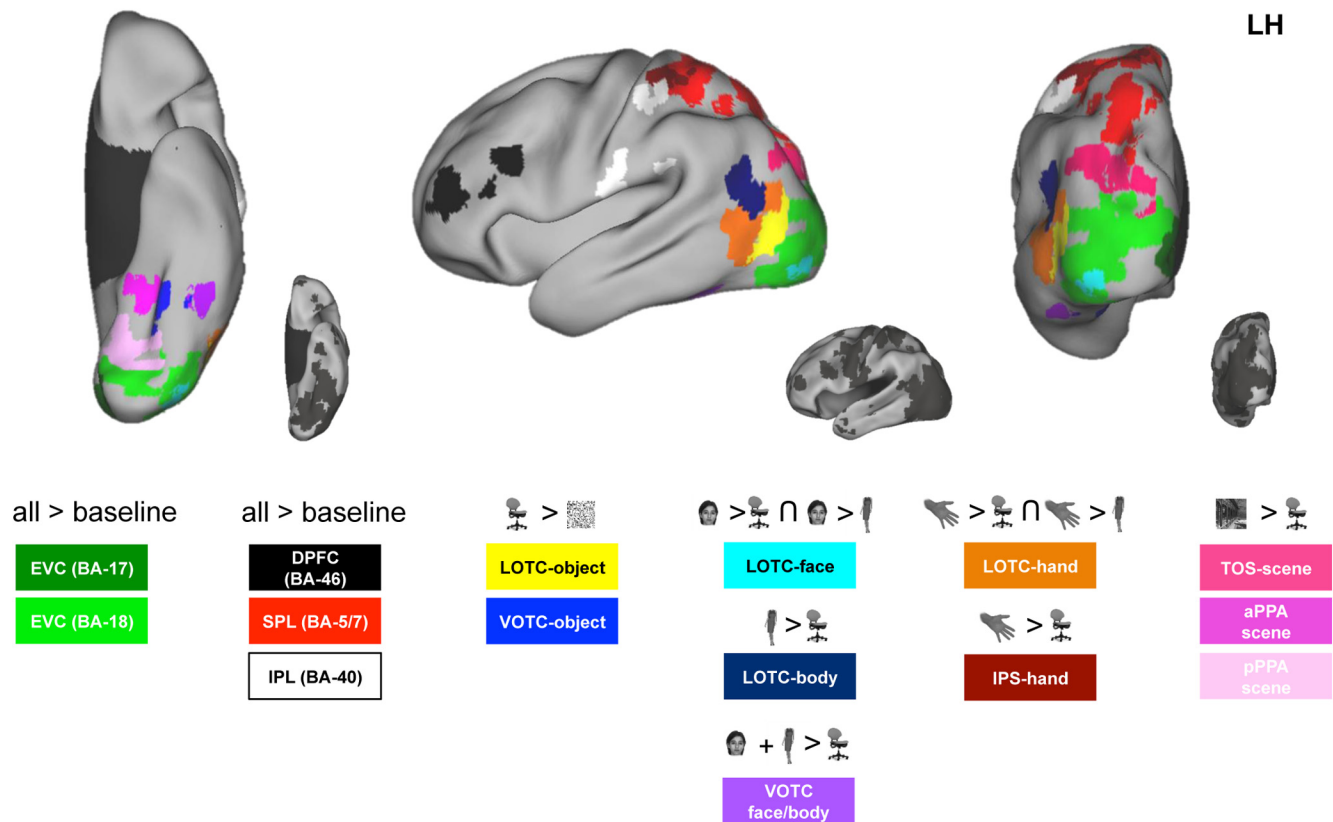 LH
all > baseline
EVC (BA-17)
EVC (BA-18)
all > baseline
DPFC
(BA-46)
SPL (BA-5/7)
IPL (BA-40)
>
LOTC-object
VOTC-object
> ∩ >
LOTC-face
>
LOTC-body
+ >
VOTC
face/body
> ∩ >
LOTC-hand
>
IPS-hand
>
TOS-scene
aPPA
scene
pPPA
scene